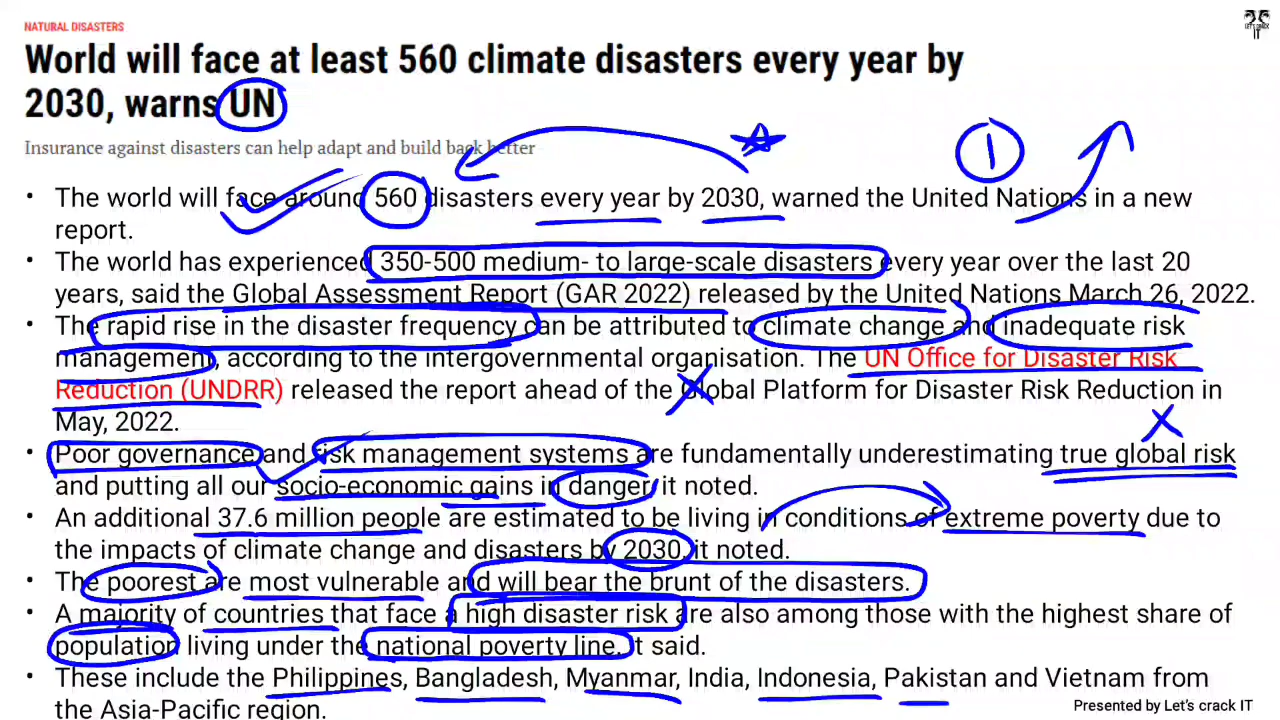 NATURAL DISASTERS
World will face at least 560 climate disasters every year by
2030, warns UN
Insurance against disasters can help adapt and build back better
LET'S CRACK
IT
1
• The world will face around 560 disasters every year by 2030, warned the United Nations in a new
report.
• The world has experienced 350-500 medium- to large-scale disasters every year over the last 20
years, said the Global Assessment Report (GAR 2022) released by the United Nations March 26, 2022.
• The rapid rise in the disaster frequency can be attributed to climate change and inadequate risk
management, according to the intergovernmental organisation. The UN Office for Disaster Risk
Reduction (UNDRR) released the report ahead of the Global Platform for Disaster Risk Reduction in
May, 2022.
• Poor governance and risk management systems are fundamentally underestimating true global risk
and putting all our socio-economic gains in danger, it noted.
• An additional 37.6 million people are estimated to be living in conditions of extreme poverty due to
the impacts of climate change and disasters by 2030, it noted.
• The poorest are most vulnerable and will bear the brunt of the disasters.
• A majority of countries that face a high disaster risk are also among those with the highest share of
population living under the national poverty line, it said.
• These include the Philippines, Bangladesh, Myanmar, India, Indonesia, Pakistan and Vietnam from
the Asia-Pacific region.
Presented by Let's crack IT